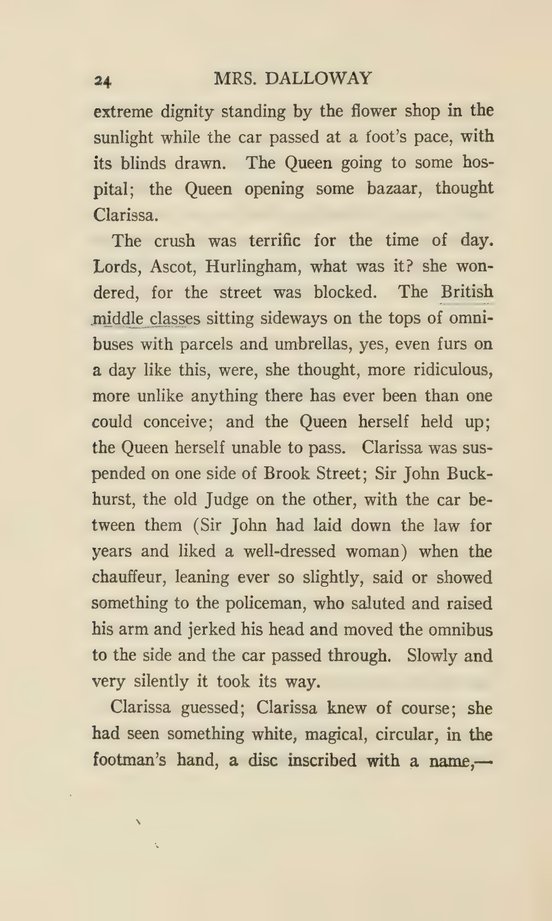 24 MRS. DALLOWAY
extreme dignity standing by the flower shop in the
sunlight while the car passed at a foot's pace, with
its blinds drawn. The Queen going to some hos-
pital; the Queen opening some bazaar, thought
Clarissa.
The crush was terrific for the time of day.
Lords, Ascot, Hurlingham, what was it? she won-
dered, for the street was blocked. The British
middle classes sitting sideways on the tops of omni-
buses with parcels and umbrellas, yes, even furs on
a day like this, were, she thought, more ridiculous,
more unlike anything there has ever been than one
could conceive; and the Queen herself held up;
the Queen herself unable to pass. Clarissa was sus-
pended on one side of Brook Street; Sir John Buck-
hurst, the old Judge on the other, with the car be-
tween them (Sir John had laid down the law for
years and liked a well-dressed woman) when the
chauffeur, leaning ever so slightly, said or showed
something to the policeman, who saluted and raised
his arm and jerked his head and moved the omnibus
to the side and the car passed through. Slowly and
very silently it took its way.
Clarissa guessed; Clarissa knew of course; she
had seen something white, magical, circular, in the
footman's hand, a disc inscribed with a name,—